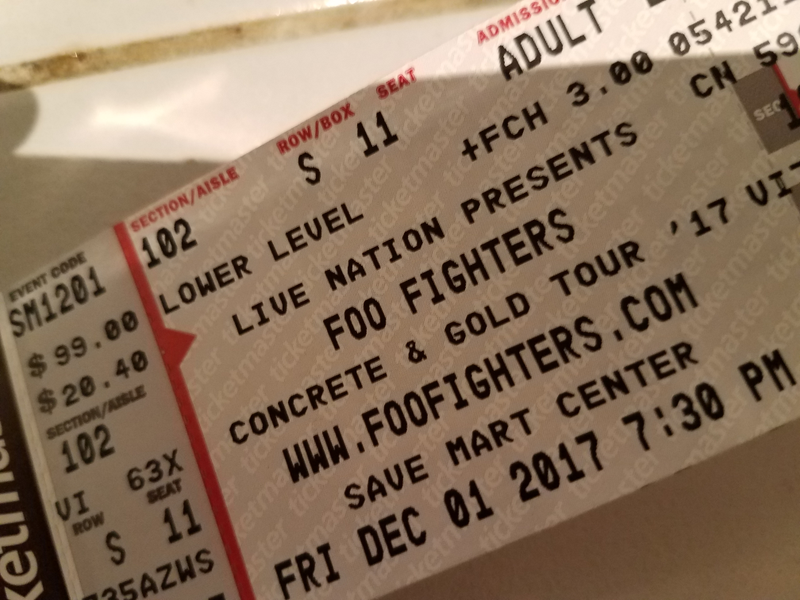 ADMISSION
ADULT
SECTION/AISLE ROW/BOX SEAT
102 S 11 +FCH 3.00
CN
LOWER LEVEL
LIVE NATION PRESENTS
FOO FIGHTERS
CONCRETE & GOLD TOUR '17
WWW.FOOFIGHTERS.COM
SAVE MART CENTER
FRI DEC 01 2017 7:30 PM
EVENT CODE
SM1201
$ 99.00
$ 20.40
SECTION/AISLE
102
VI 63X
ROW SEAT
S 11
SEC
ticketmaster